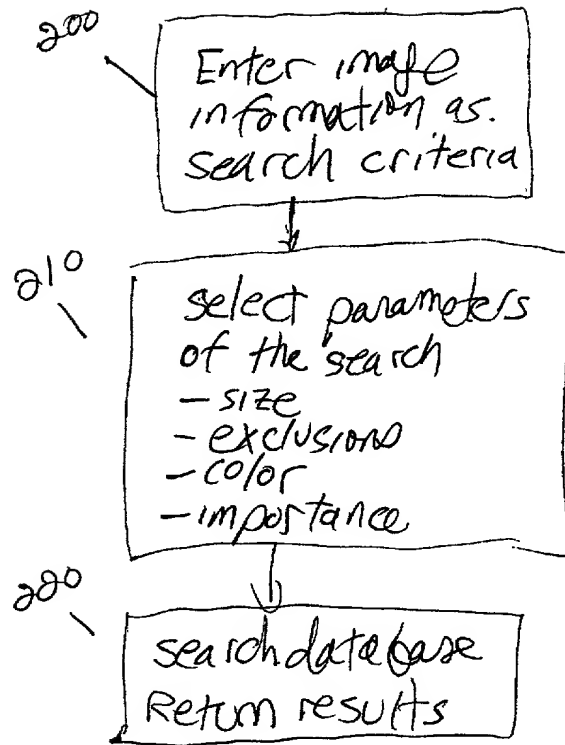 200
Enter image
information as.
search criteria
210
select parameters
of the search
- size
- exclusions
- color
- importance
220
search database
Return results